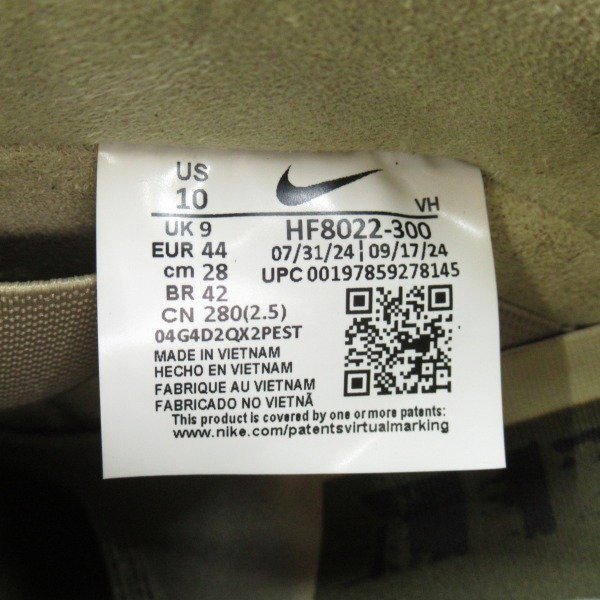 US
10
VH
UK 9
HF8022-300
EUR 44
07/31/24 | 09/17/24
cm 28
UPC 00197859278145
BR 42
CN 280(2.5)
04G4D2QX2PEST
MADE IN VIETNAM
HECHO EN VIETNAM
FABRIQUE AU VIETNAM
FABRICADO NO VIETNÃ
This product is covered by one or more patents:
www.nike.com/patentsvirtualmarking